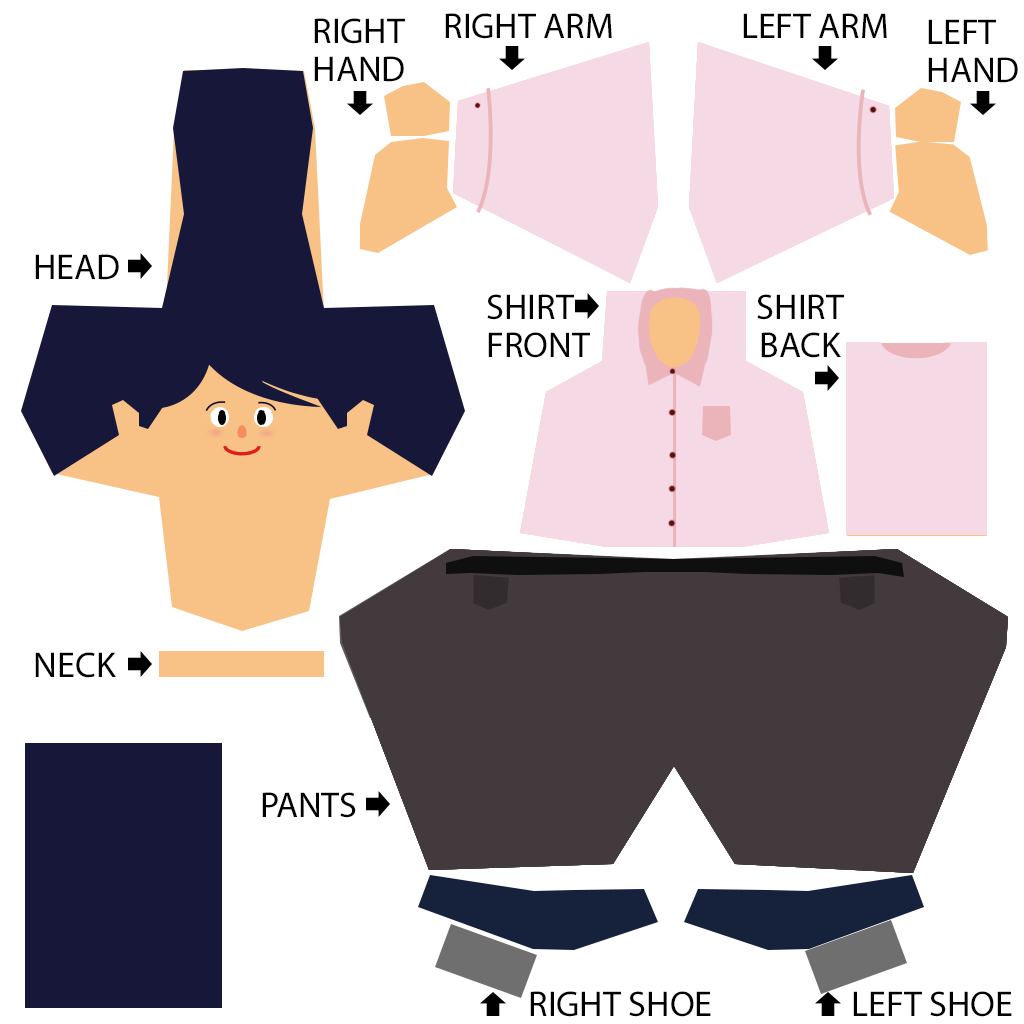 RIGHT
HAND
RIGHT ARM
LEFT ARM
LEFT
HAND
HEAD
SHIRT
FRONT
SHIRT
BACK
NECK
PANTS
RIGHT SHOE
LEFT SHOE